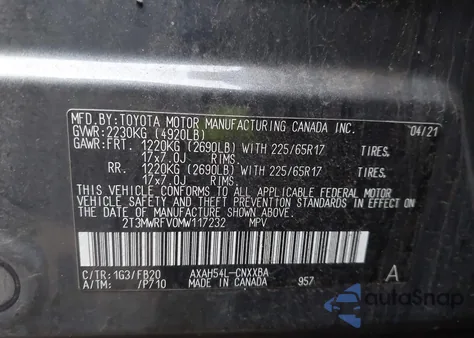 MFD.BY:TOYOTA MOTOR MANUFACTURING CANADA INC. 04/21
GVWR:2230KG (4920LB)
GAWR:FRT. 1220KG (2690LB) WITH 225/65R17 TIRES.
17x7.0J RIMS.
RR. 1220KG (2690LB) WITH 225/65R17 TIRES.
17x7.0J RIMS.
THIS VEHICLE CONFORMS TO ALL APPLICABLE FEDERAL MOTOR
VEHICLE SAFETY, BUMPER, AND THEFT PREVENTION STANDARDS
IN EFFECT ON THE DATE OF MANUFACTURE SHOWN ABOVE.
2T3MWRFV0MW117232 MPV
C/TR:1G3/FB20 AXAH54L-CNXXBA A
A/TM: /P710 MADE IN CANADA 957
AutoSnap